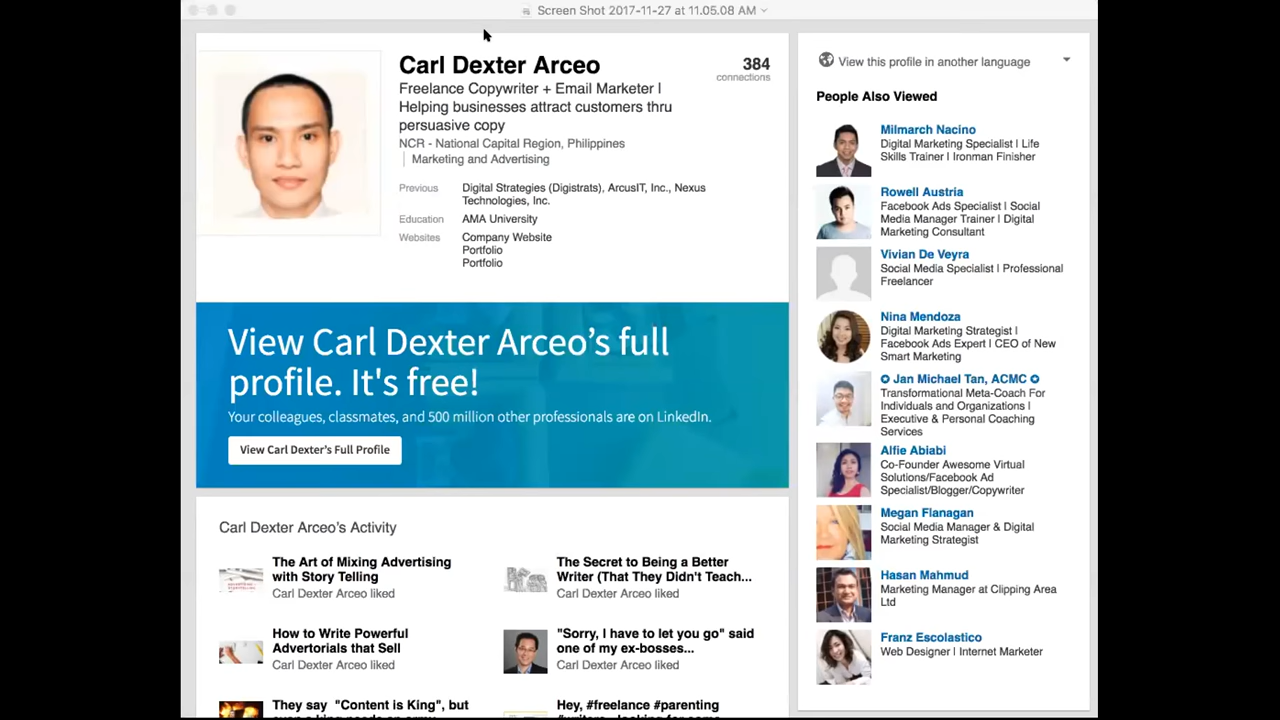 Screen Shot 2017-11-27 at 11.05.08 AM
Carl Dexter Arceo
384
connections
Freelance Copywriter + Email Marketer |
Helping businesses attract customers thru
persuasive copy
NCR - National Capital Region, Philippines
Marketing and Advertising
Previous Digital Strategies (Digistrats), ArcusIT, Inc., Nexus
Technologies, Inc.
Education AMA University
Websites Company Website
Portfolio
Portfolio
View Carl Dexter Arceo’s full
profile. It's free!
Your colleagues, classmates, and 500 million other professionals are on LinkedIn.
View Carl Dexter's Full Profile
Carl Dexter Arceo’s Activity
The Art of Mixing Advertising
with Story Telling
Carl Dexter Arceo liked
The Secret to Being a Better
Writer (That They Didn't Teach...
Carl Dexter Arceo liked
How to Write Powerful
Advertorials that Sell
Carl Dexter Arceo liked
"Sorry, I have to let you go" said
one of my ex-bosses...
Carl Dexter Arceo liked
They say "Content is King", but
Hey, #freelance #parenting
View this profile in another language
People Also Viewed
Milmarch Nacino
Digital Marketing Specialist | Life
Skills Trainer | Ironman Finisher
Rowell Austria
Facebook Ads Specialist | Social
Media Manager Trainer | Digital
Marketing Consultant
Vivian De Veyra
Social Media Specialist | Professional
Freelancer
Nina Mendoza
Digital Marketing Strategist |
Facebook Ads Expert | CEO of New
Smart Marketing
✪ Jan Michael Tan, ACMC ✪
Transformational Meta-Coach For
Individuals and Organizations |
Executive & Personal Coaching
Services
Alfie Abiabi
Co-Founder Awesome Virtual
Solutions/Facebook Ad
Specialist/Blogger/Copywriter
Megan Flanagan
Social Media Manager & Digital
Marketing Strategist
Hasan Mahmud
Marketing Manager at Clipping Area
Ltd
Franz Escolastico
Web Designer | Internet Marketer